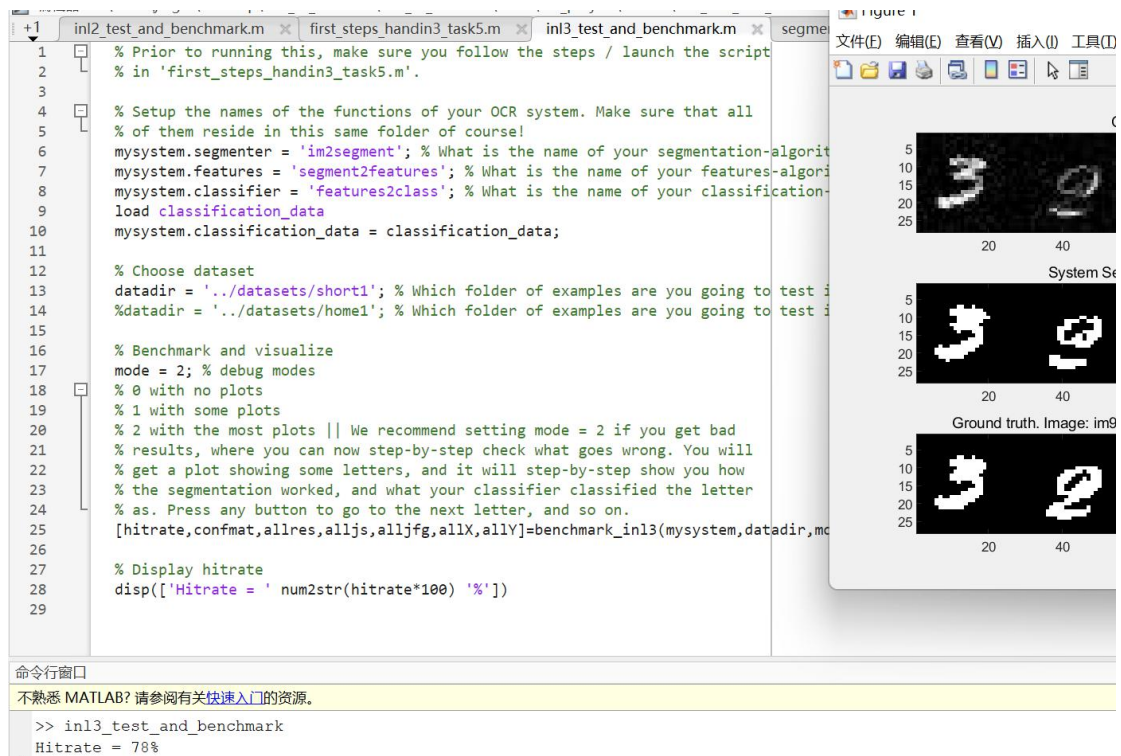 +1 inl2_test_and_benchmark.m × first_steps_handin3_task5.m × inl3_test_and_benchmark.m × segme
1 % Prior to running this, make sure you follow the steps / launch the script
2 % in 'first_steps_handin3_task5.m'.
3
4 % Setup the names of the functions of your OCR system. Make sure that all
5 % of them reside in this same folder of course!
6 mysystem.segmenter = 'im2segment'; % What is the name of your segmentation-algorit
7 mysystem.features = 'segment2features'; % What is the name of your features-algori
8 mysystem.classifier = 'features2class'; % What is the name of your classification-
9 load classification_data
10 mysystem.classification_data = classification_data;
11
12 % Choose dataset
13 datadir = '../datasets/short1'; % Which folder of examples are you going to test i
14 %datadir = '../datasets/home1'; % Which folder of examples are you going to test i
15
16 % Benchmark and visualize
17 mode = 2; % debug modes
18 % 0 with no plots
19 % 1 with some plots
20 % 2 with the most plots || We recommend setting mode = 2 if you get bad
21 % results, where you can now step-by-step check what goes wrong. You will
22 % get a plot showing some letters, and it will step-by-step show you how
23 % the segmentation worked, and what your classifier classified the letter
24 % as. Press any button to go to the next letter, and so on.
25 [hitrate,confmat,allres,alljs,alljfg,allX,allY]=benchmark_inl3(mysystem,datadir,mo
26
27 % Display hitrate
28 disp(['Hitrate = ' num2str(hitrate*100) '%'])
29
Figure 1
文件(F) 编辑(E) 查看(V) 插入(I) 工具(T)
5
10
15
20
25
20 40
System Se
5
10
15
20
25
20 40
Ground truth. Image: im9
5
10
15
20
25
20 40
命令行窗口
不熟悉 MATLAB? 请参阅有关快速入门的资源。
>> inl3_test_and_benchmark
Hitrate = 78%